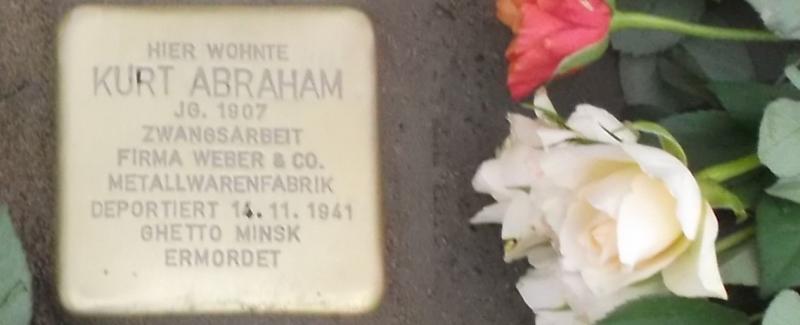 HIER WOHNTE
KURT ABRAHAM
JG. 1907
ZWANGSARBEIT
FIRMA WEBER & CO.
METALLWARENFABRIK
DEPORTIERT 14. 11. 1941
GHETTO MINSK
ERMORDET